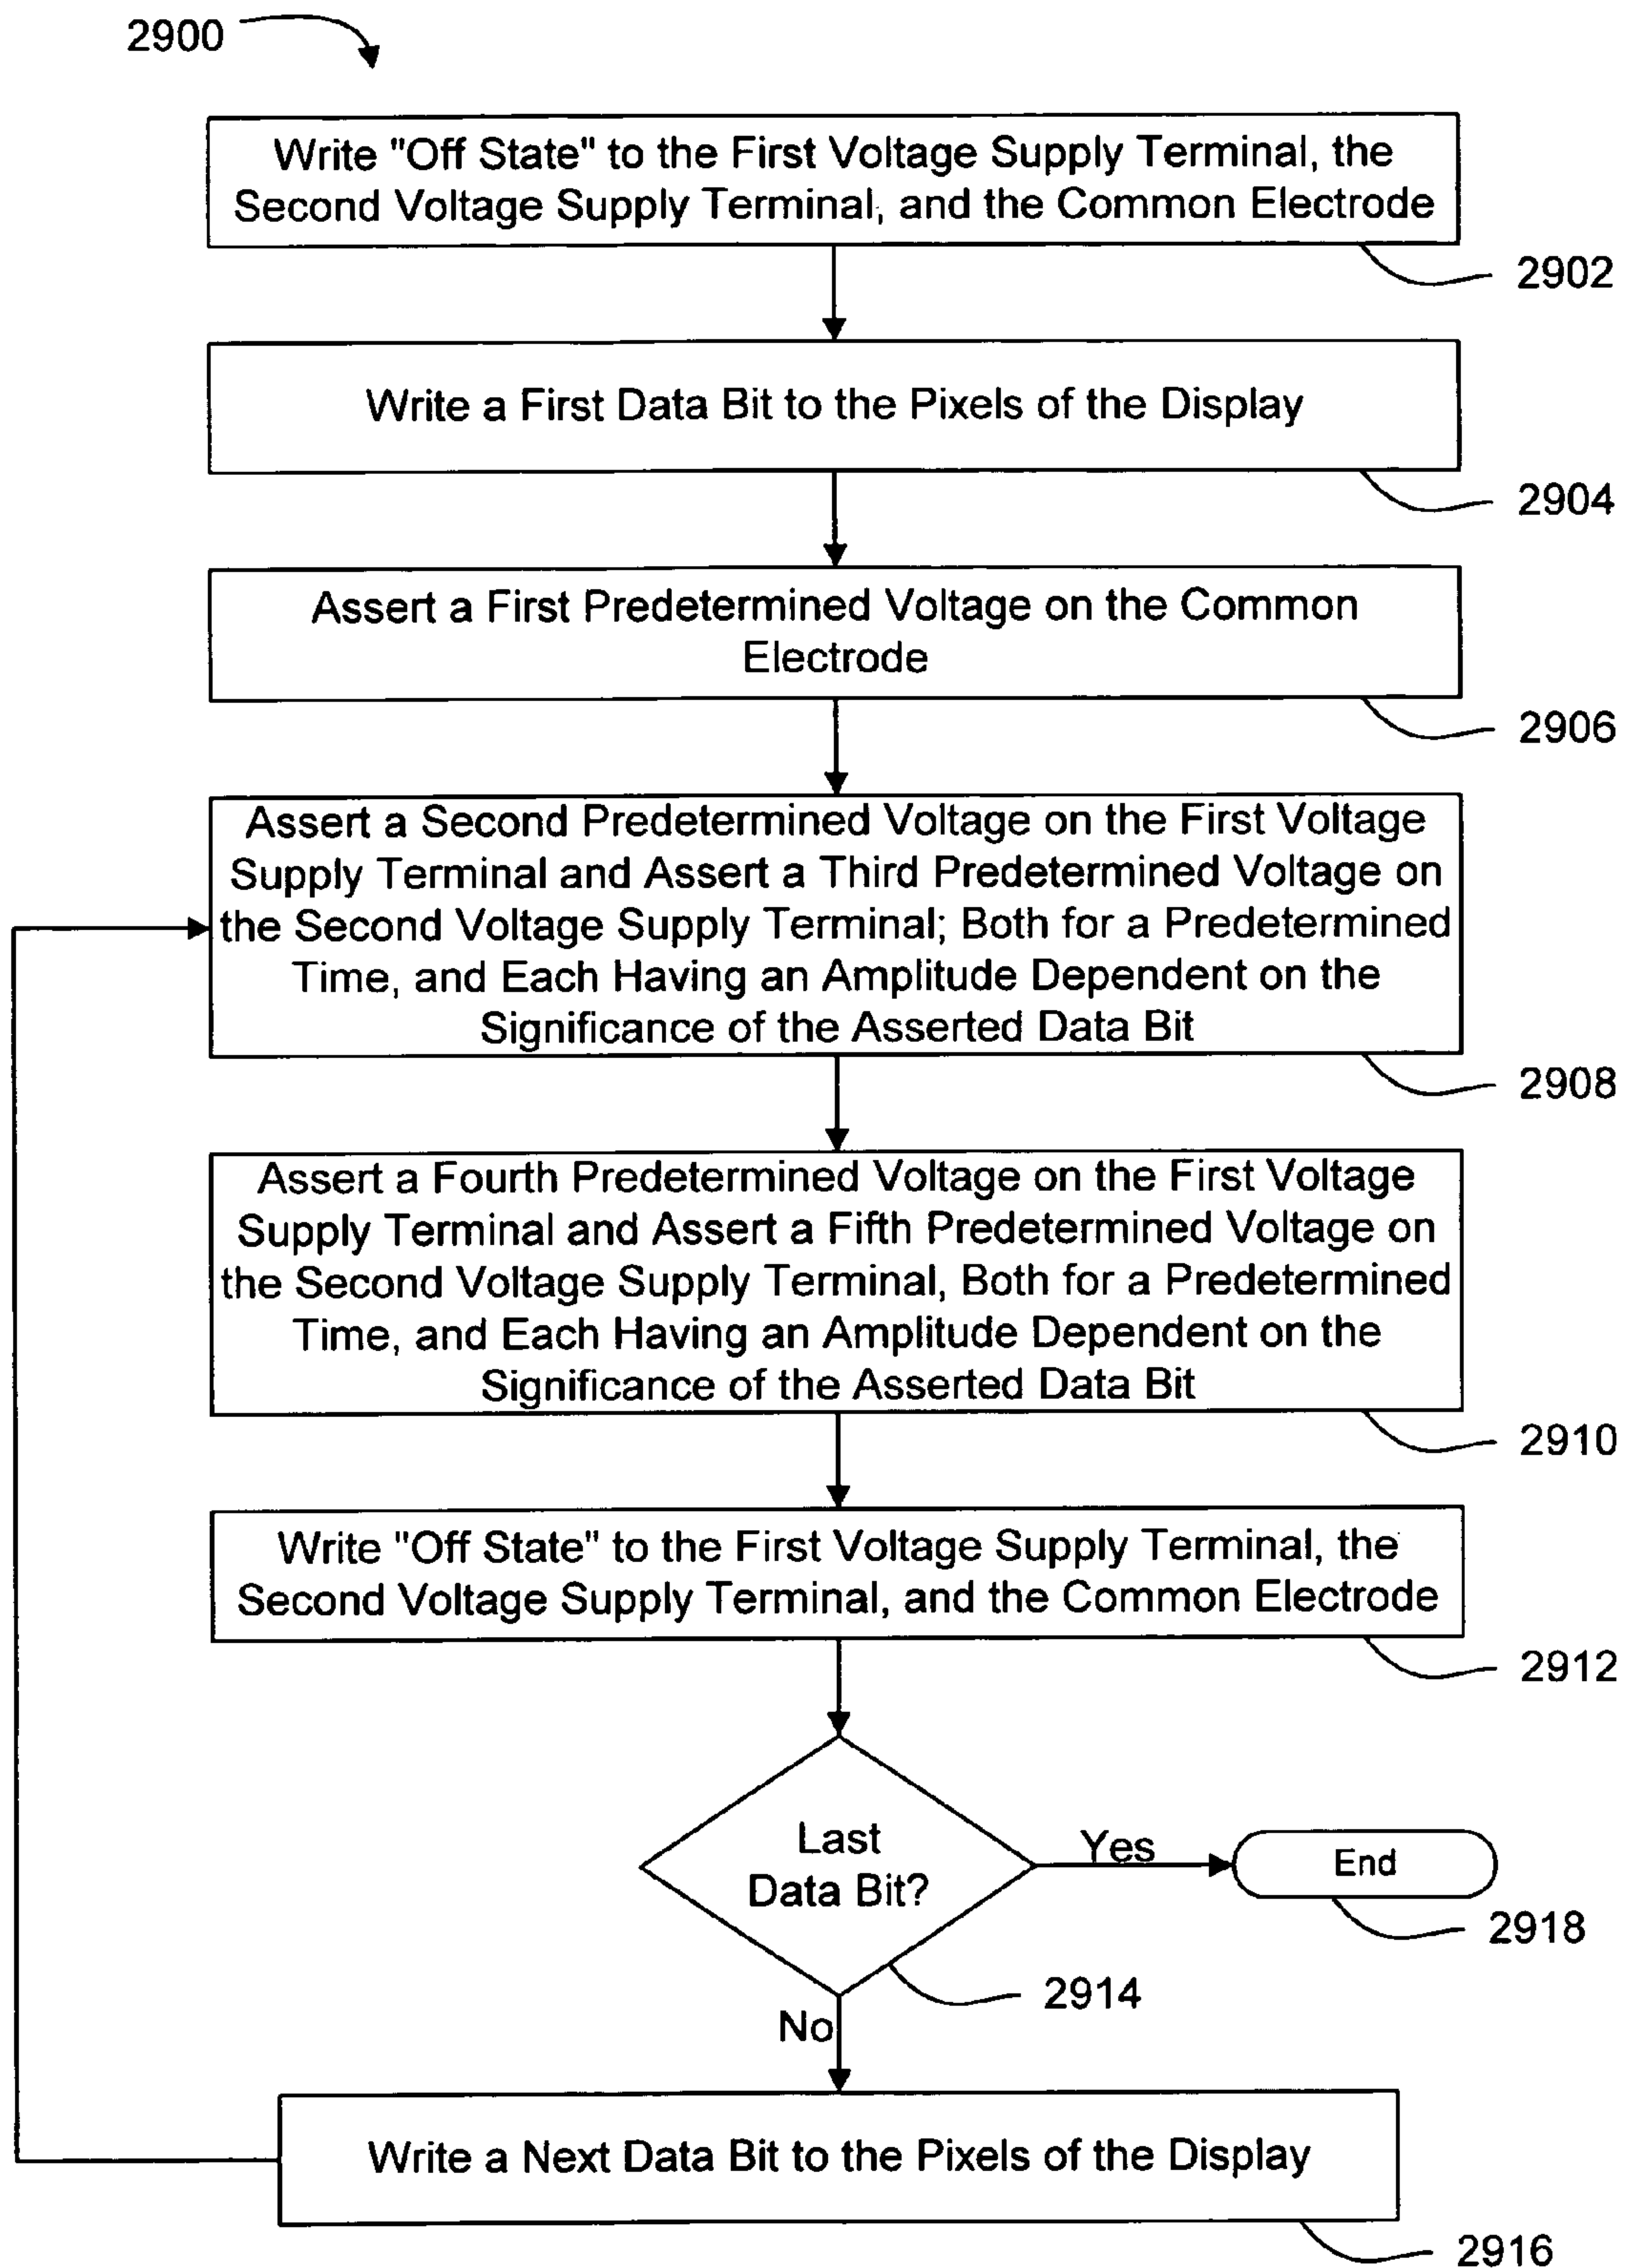 2900
Write "Off State" to the First Voltage Supply Terminal, the
Second Voltage Supply Terminal, and the Common Electrode
2902
Write a First Data Bit to the Pixels of the Display
2904
Assert a First Predetermined Voltage on the Common
Electrode
2906
Assert a Second Predetermined Voltage on the First Voltage
Supply Terminal and Assert a Third Predetermined Voltage on
the Second Voltage Supply Terminal; Both for a Predetermined
Time, and Each Having an Amplitude Dependent on the
Significance of the Asserted Data Bit
2908
Assert a Fourth Predetermined Voltage on the First Voltage
Supply Terminal and Assert a Fifth Predetermined Voltage on
the Second Voltage Supply Terminal, Both for a Predetermined
Time, and Each Having an Amplitude Dependent on the
Significance of the Asserted Data Bit
2910
Write "Off State" to the First Voltage Supply Terminal, the
Second Voltage Supply Terminal, and the Common Electrode
2912
Last
Data Bit?
Yes
End
2918
2914
No
Write a Next Data Bit to the Pixels of the Display
2916